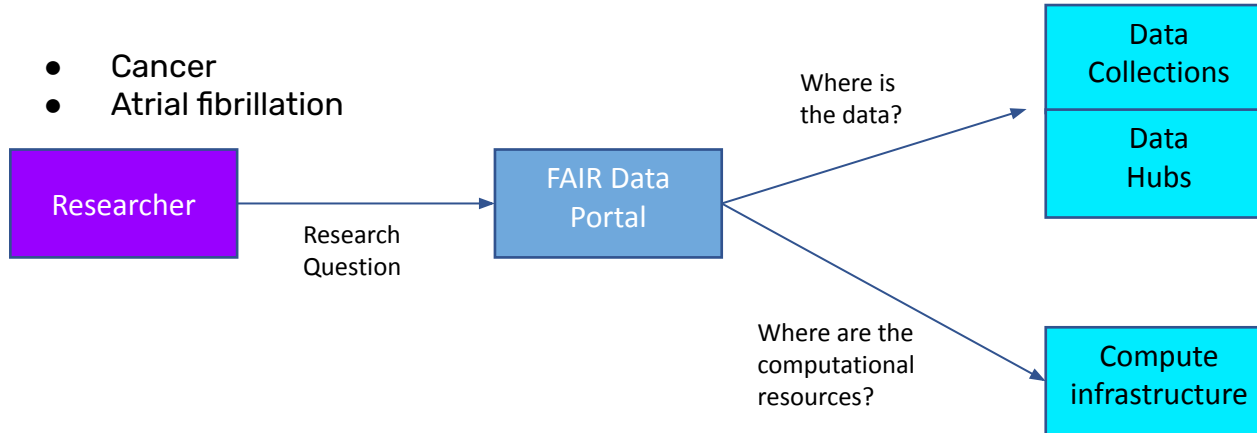 ● Cancer
● Atrial fibrillation
Researcher
Research
Question
FAIR Data
Portal
Where is
the data?
Data
Collections
Data
Hubs
Where are the
computational
resources?
Compute
infrastructure